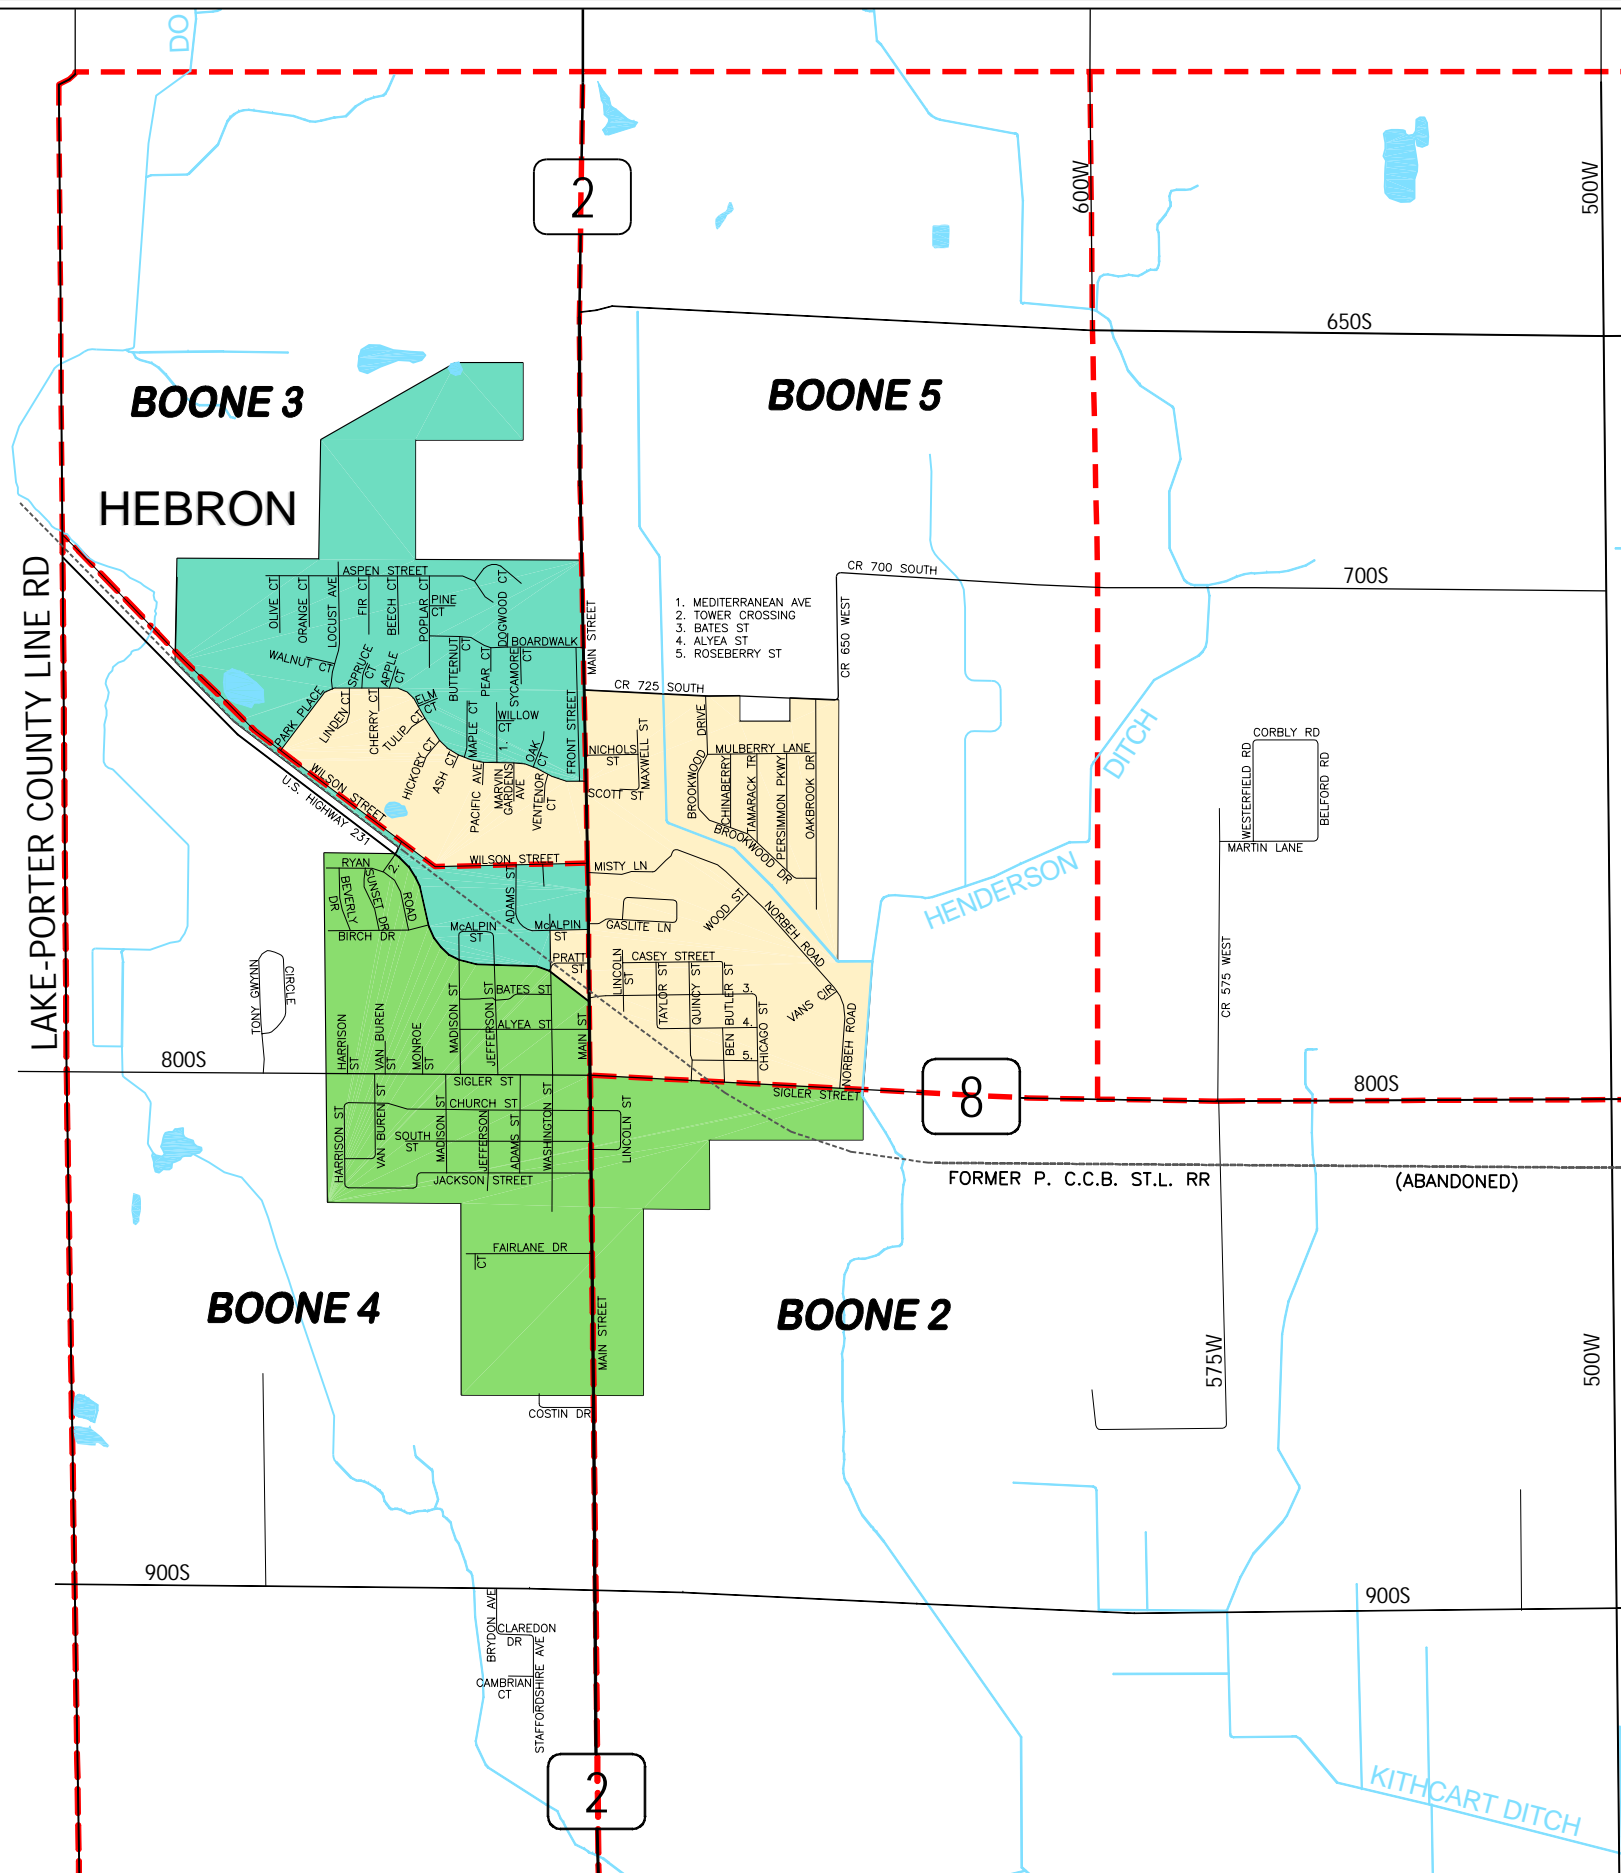 DO
2
600W
500W
650S
BOONE 3
BOONE 5
HEBRON
LAKE-PORTER COUNTY LINE RD
CR 700 SOUTH
700S
ASPEN STREET
OLIVE CT
ORANGE CT
LOCUST AVE
FIR CT
BEECH CT
POPLAR CT
PINE
CT
DOGWOOD CT
BOARDWALK
MAIN STREET
1. MEDITERRANEAN AVE
2. TOWER CROSSING
3. BATES ST
4. ALYEA ST
5. ROSEBERRY ST
CR 650 WEST
WALNUT CT
SPRUCE
CT
APPLE
CT
BUTTERNUT
CT
PEAR CT
SYCAMORE
CT
CR 725 SOUTH
PARK PLACE
LINDEN CT
CHERRY CT
TULIP CT
ELM
CT
MAPLE CT
WILLOW
CT
1.
OAK
CT
FRONT STREET
HICKORY CT
ASH CT
PACIFIC AVE
MARVIN
GARDENS
AVE
VENTENOR
CT
NICHOLS
ST
MAXWELL ST
SCOTT ST
BROOKWOOD
DRIVE
MULBERRY LANE
CHINABERRY
TAMARACK TR
PERSIMMON PKWY
OAKBROOK DR
BROOKWOOD DR
DITCH
HENDERSON
CORBLY RD
WESTERFIELD RD
BELFORD RD
MARTIN LANE
WILSON STREET
U.S. HIGHWAY 231
WILSON STREET
MISTY LN
RYAN
2.
ROAD
BEVERLY
DR
SUNSET DR
BIRCH DR
ADAMS ST
McALPIN
ST
McALPIN
ST
PRATT
ST
GASLITE LN
WOOD ST
NORBEH ROAD
LINCOLN
ST
CASEY STREET
TAYLOR ST
QUINCY ST
BEN BUTLER ST
3.
4.
5.
CHICAGO ST
VANS CIR
NORBEH ROAD
CR 575 WEST
TONY GWYNN
CIRCLE
HARRISON
ST
VAN BUREN
ST
MONROE
ST
MADISON ST
JEFFERSON ST
BATES ST
ALYEA ST
MAIN ST
800S
SIGLER ST
SIGLER STREET
8
800S
HARRISON ST
VAN BUREN ST
CHURCH ST
SOUTH
ST
MADISON ST
JEFFERSON
ADAMS ST
WASHINGTON ST
LINCOLN ST
JACKSON STREET
FORMER P. C.C.B. ST.L. RR
(ABANDONED)
FAIRLANE DR
CT
BOONE 4
BOONE 2
MAIN STREET
575W
500W
COSTIN DR
900S
900S
BRYDON AVE
CLAREDON
DR
CAMBRIAN
CT
STAFFORDSHIRE AVE
2
KITHCART DITCH